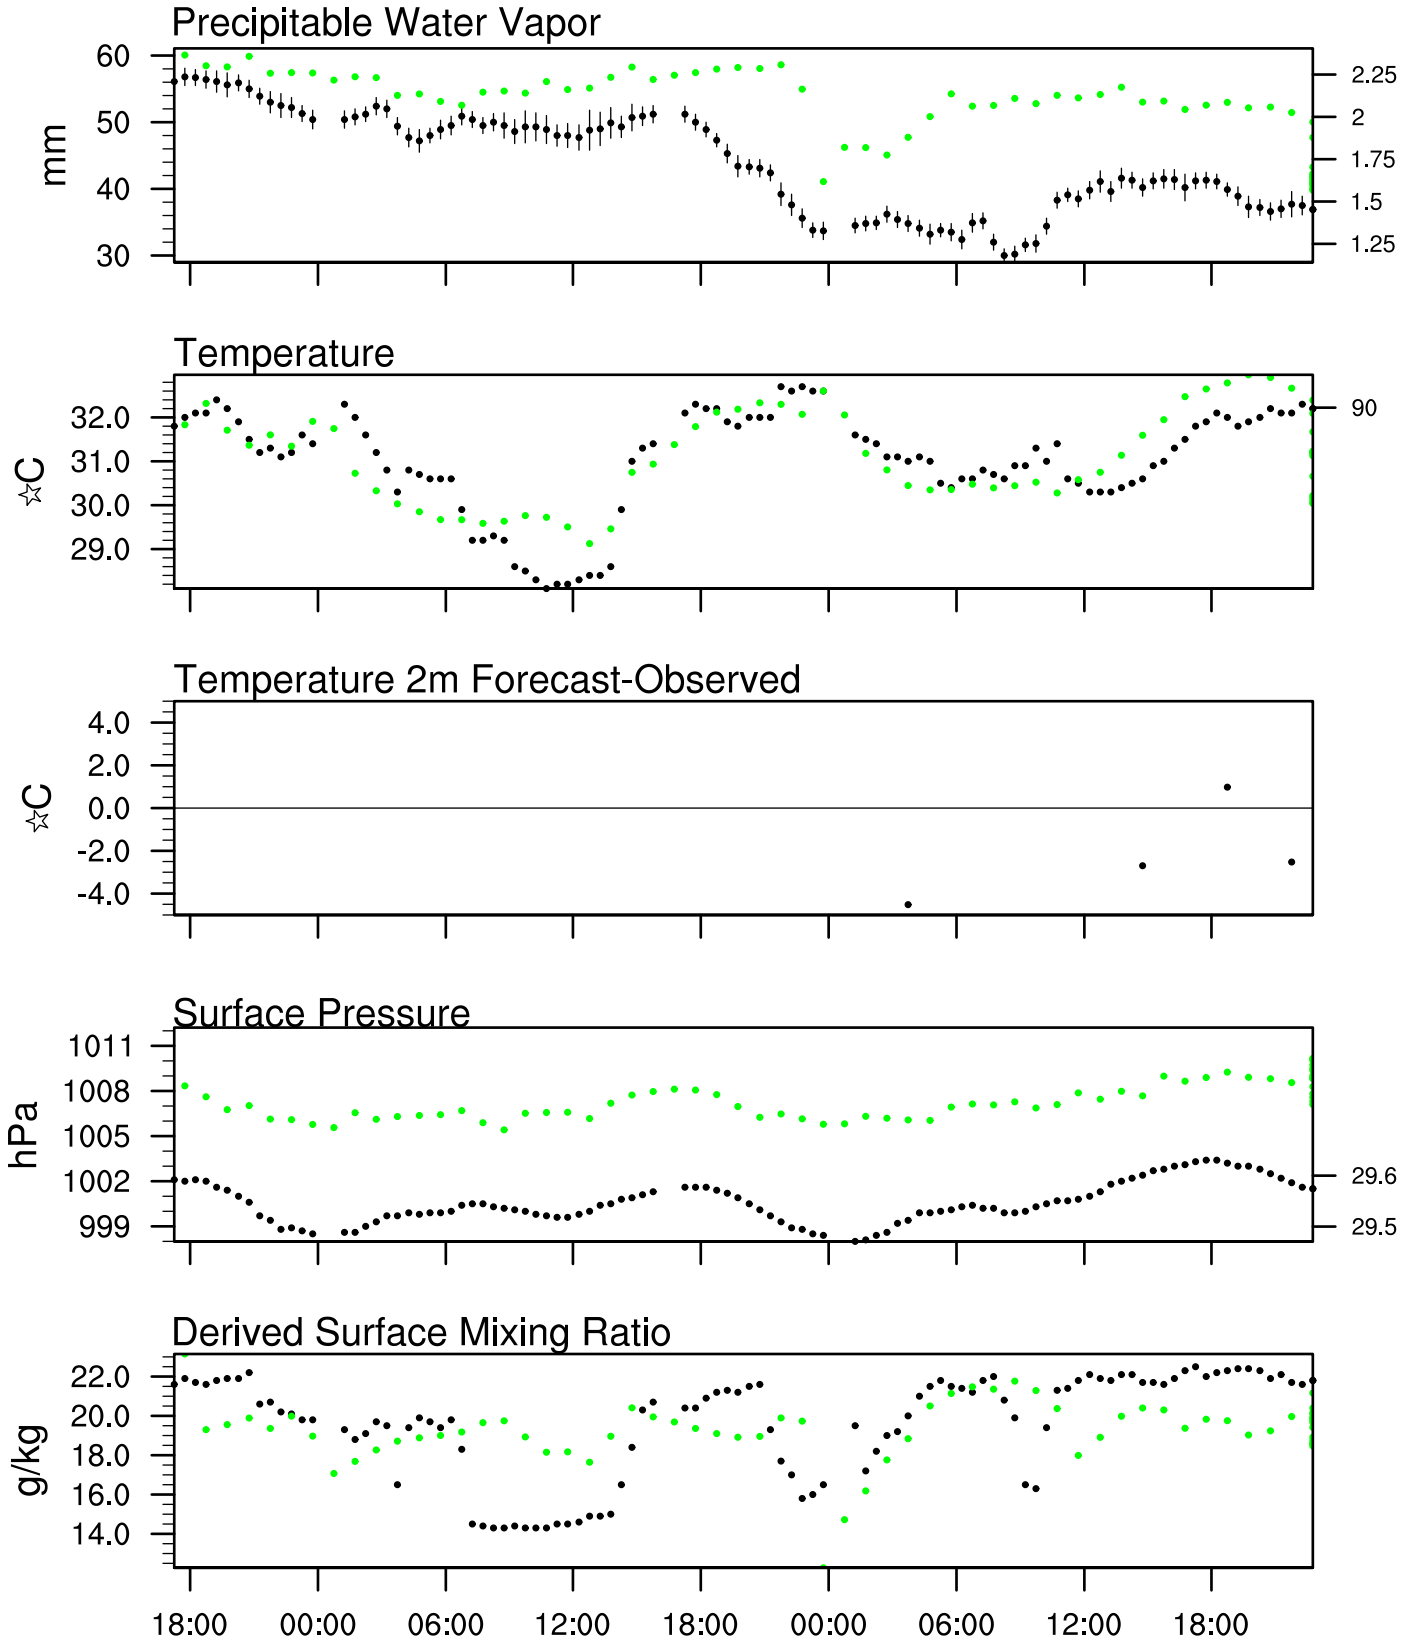 Precipitable Water Vapor
60
50
40
30
mm
2.25
2
1.75
1.5
1.25
Temperature
32.0
31.0
30.0
29.0
☆C
90
Temperature 2m Forecast-Observed
4.0
2.0
0.0
-2.0
-4.0
☆C
Surface Pressure
1011
1008
1005
1002
999
hPa
29.6
29.5
Derived Surface Mixing Ratio
22.0
20.0
18.0
16.0
14.0
g/kg
18:00 00:00 06:00 12:00 18:00 00:00 06:00 12:00 18:00